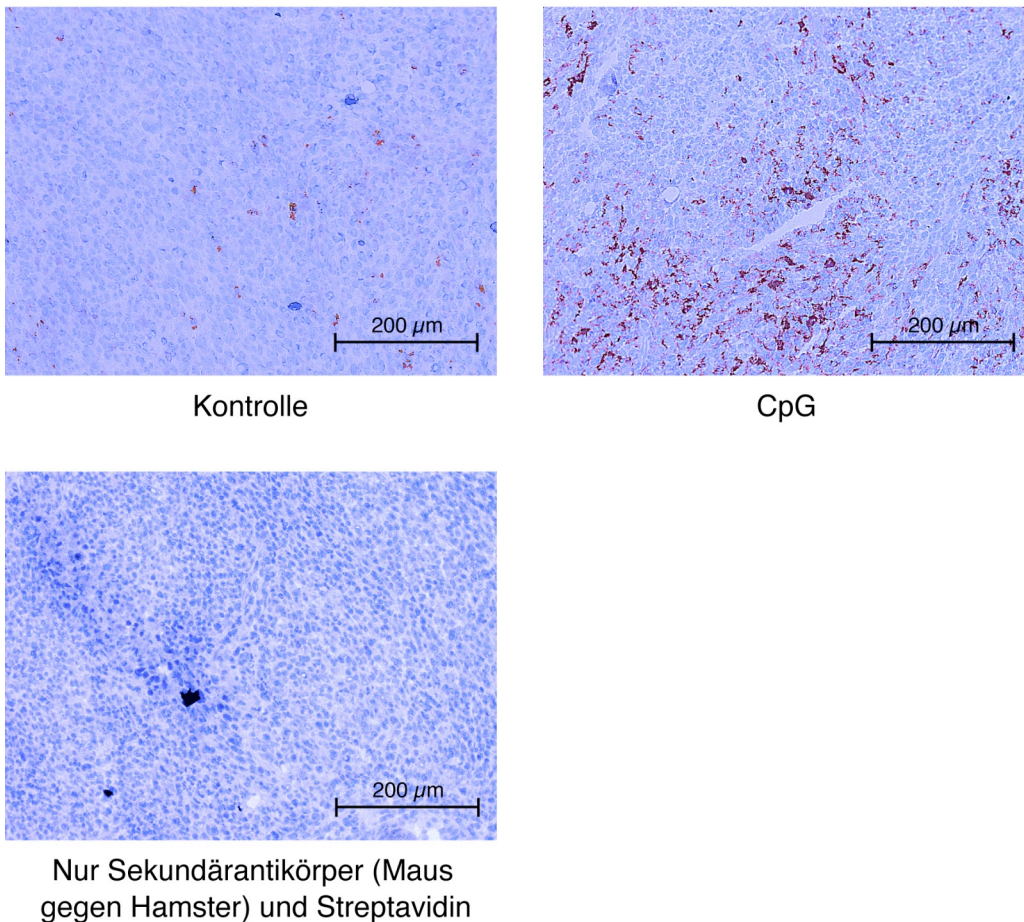 200 µm
200 µm
Kontrolle
CpG
200 µm
Nur Sekundärantikörper (Maus
gegen Hamster) und Streptavidin